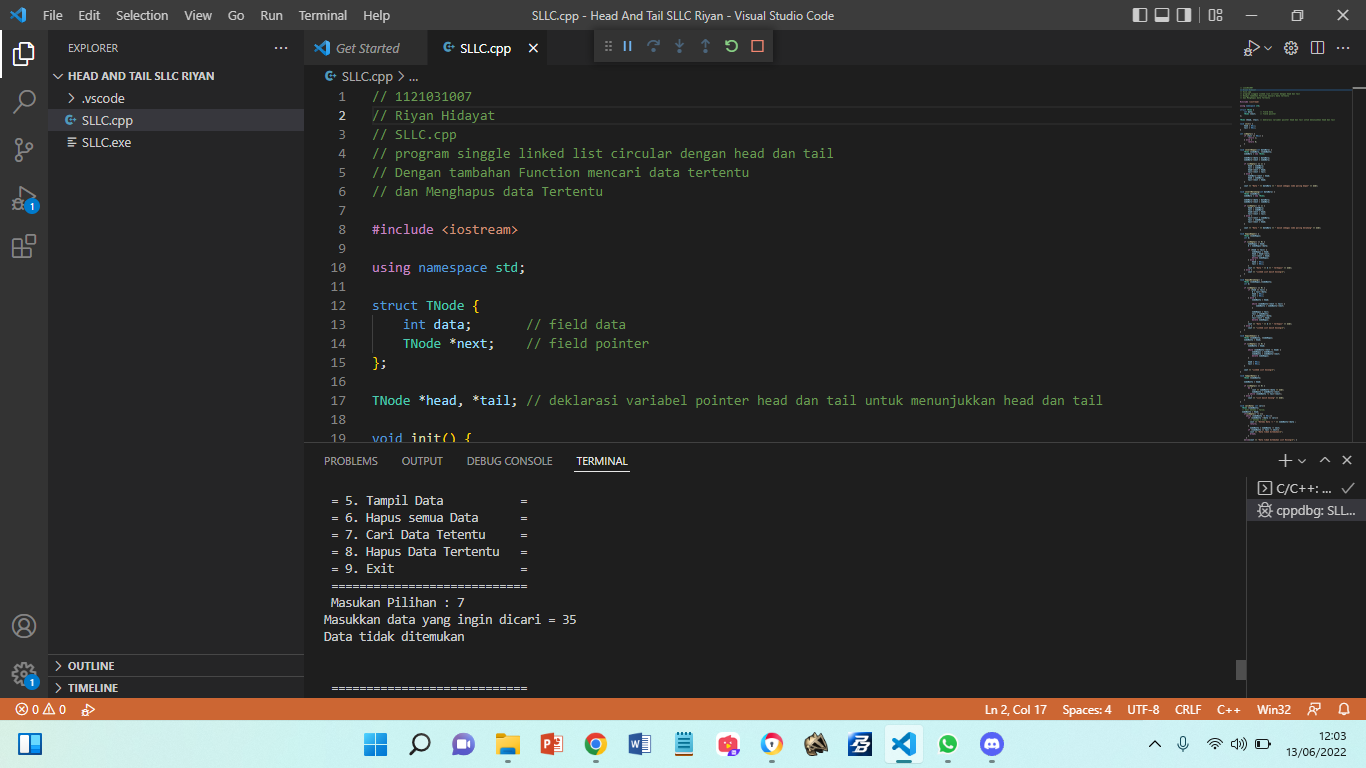 File Edit Selection View Go Run Terminal Help SLLC.cpp - Head And Tail SLLC Riyan - Visual Studio Code
EXPLORER
HEAD AND TAIL SLLC RIYAN
.vscode
SLLC.cpp
SLLC.exe
OUTLINE
TIMELINE
Get Started SLLC.cpp
SLLC.cpp > ...
1 // 1121031007
2 // Riyan Hidayat
3 // SLLC.cpp
4 // program singgle linked list circular dengan head dan tail
5 // Dengan tambahan Function mencari data tertentu
6 // dan Menghapus data Tertentu
7
8 #include <iostream>
9
10 using namespace std;
11
12 struct TNode {
13 int data; // field data
14 TNode *next; // field pointer
15 };
16
17 TNode *head, *tail; // deklarasi variabel pointer head dan tail untuk menunjukkan head dan tail
18
19 void init() {
PROBLEMS OUTPUT DEBUG CONSOLE TERMINAL
= 5. Tampil Data =
= 6. Hapus semua Data =
= 7. Cari Data Tetentu =
= 8. Hapus Data Tertentu =
= 9. Exit =
============================
Masukan Pilihan : 7
Masukkan data yang ingin dicari = 35
Data tidak ditemukan
============================
C/C++: ...
cppdbg: SLL...
1
1
0 0 Ln 2, Col 17 Spaces: 4 UTF-8 CRLF C++ Win32
12:03
13/06/2022